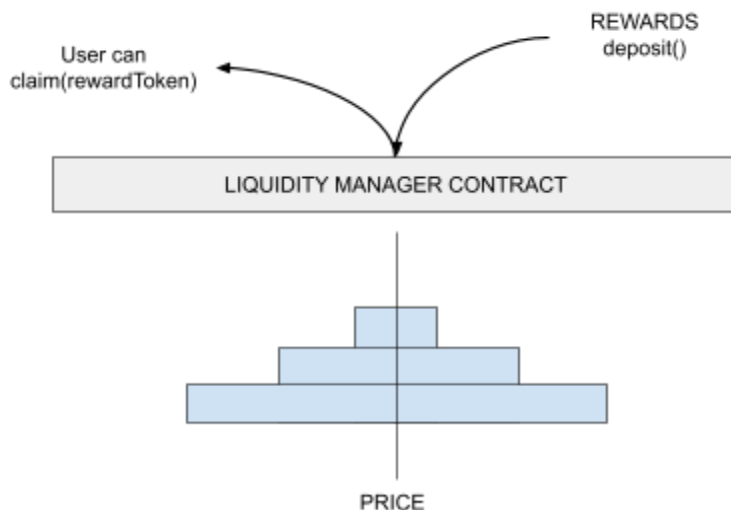 User can
claim(rewardToken)
REWARDS
deposit()
LIQUIDITY MANAGER CONTRACT
PRICE